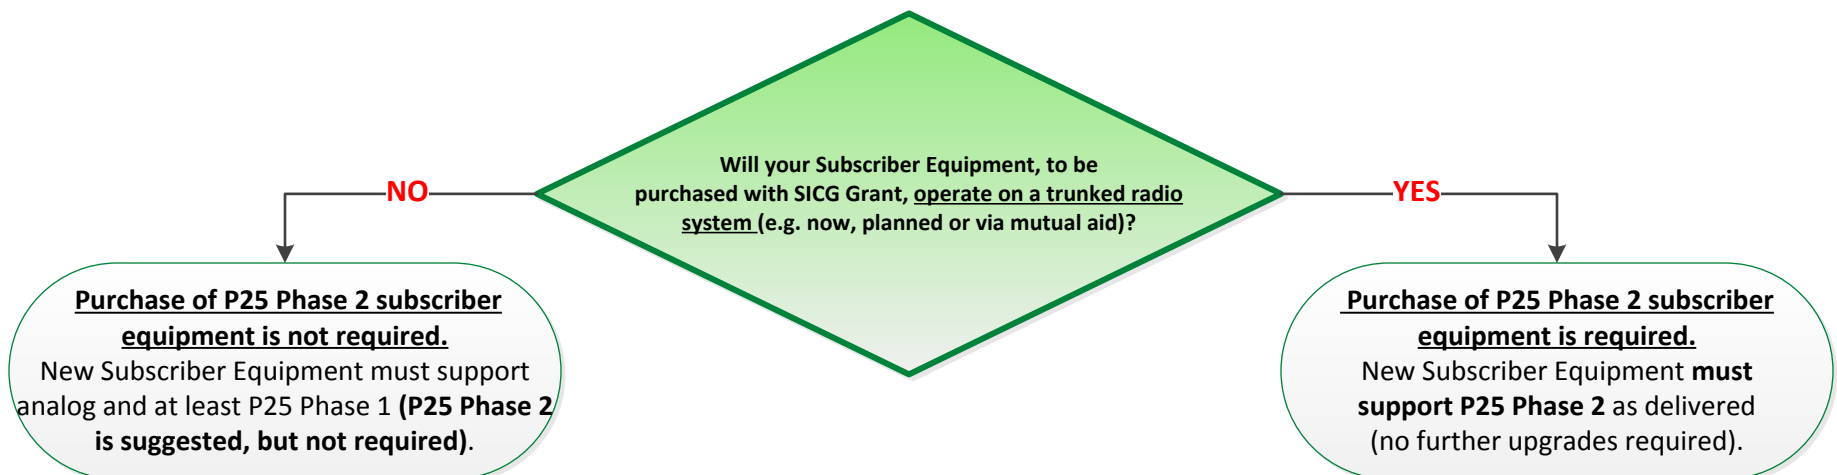 Will your Subscriber Equipment, to be
purchased with SICG Grant, operate on a trunked radio
system (e.g. now, planned or via mutual aid)?
NO
YES
Purchase of P25 Phase 2 subscriber
equipment is not required.
New Subscriber Equipment must support
analog and at least P25 Phase 1 (P25 Phase 2
is suggested, but not required).
Purchase of P25 Phase 2 subscriber
equipment is required.
New Subscriber Equipment must
support P25 Phase 2 as delivered
(no further upgrades required).